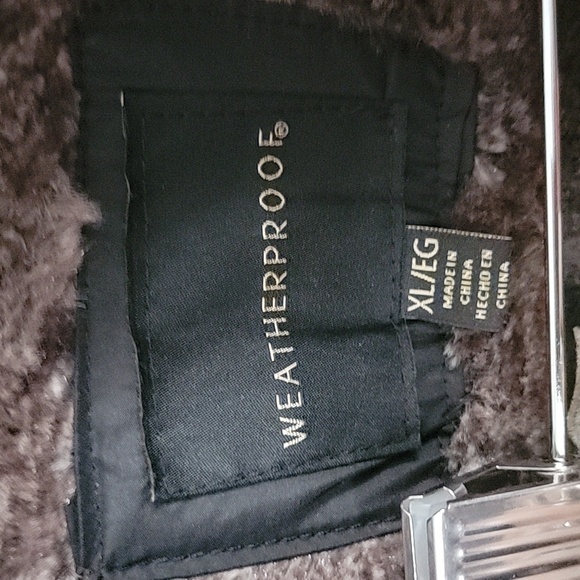 WEATHERPROOF®
XL/EG
MADE IN
CHINA
HECHO EN
CHINA